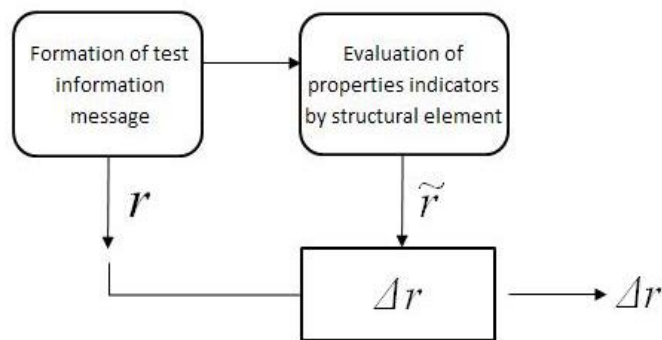 Formation of test
information
message
Evaluation of
properties indicators
by structural element
r
r̃
Δr
Δr